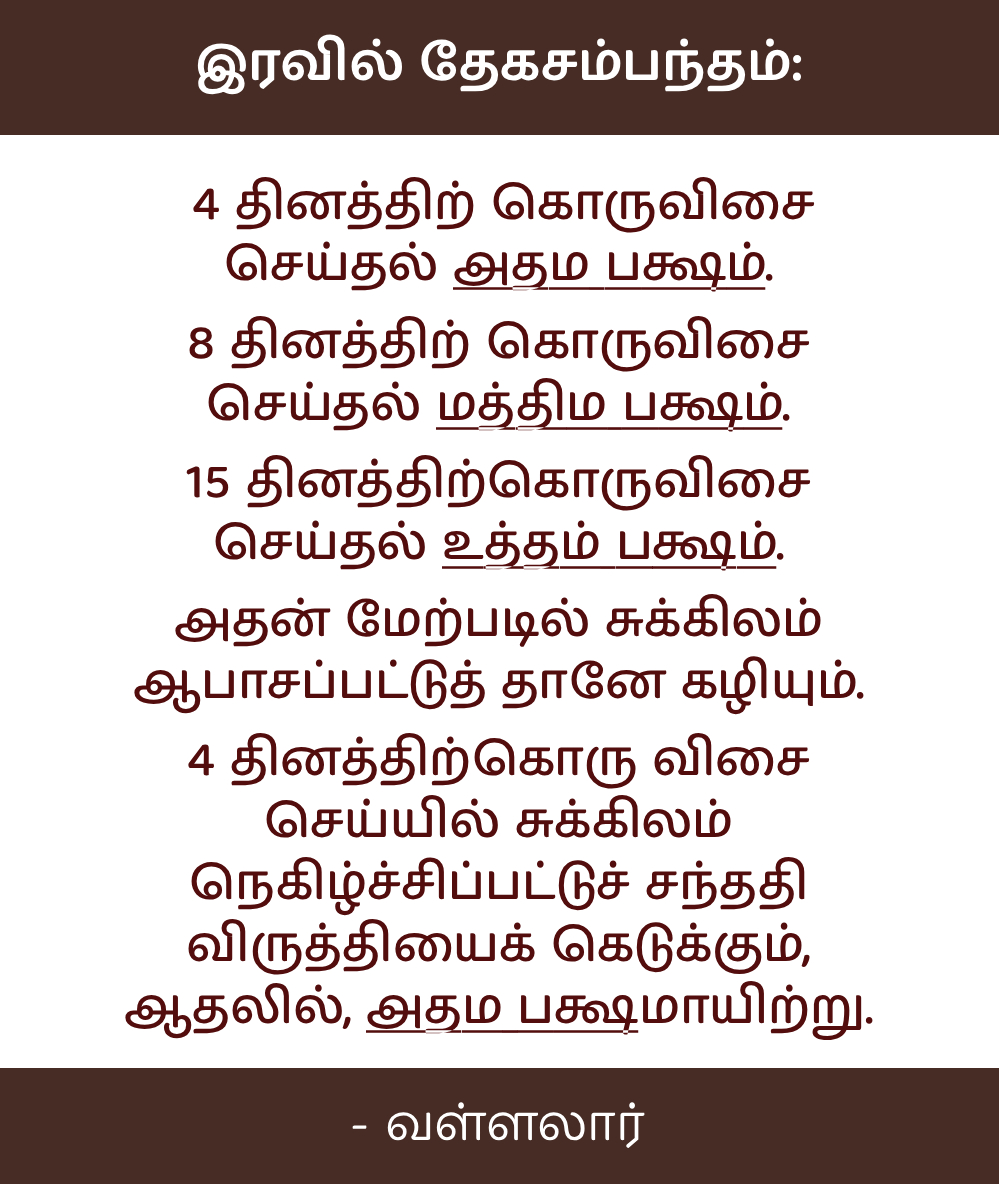 இரவில் தேகசம்பந்தம்:
4 தினத்திற் கொருவிசை
செய்தல் அதம பக்ஷம்.
8 தினத்திற் கொருவிசை
செய்தல் மத்திம பக்ஷம்.
15 தினத்திற்கொருவிசை
செய்தல் உத்தம் பக்ஷம்.
அதன் மேற்படில் சுக்கிலம்
ஆபாசப்பட்டுத் தானே கழியும்.
4 தினத்திற்கொரு விசை
செய்யில் சுக்கிலம்
நெகிழ்ச்சிப்பட்டுச் சந்ததி
விருத்தியைக் கெடுக்கும்,
ஆதலில், அதம பக்ஷமாயிற்று.
- வள்ளலார்